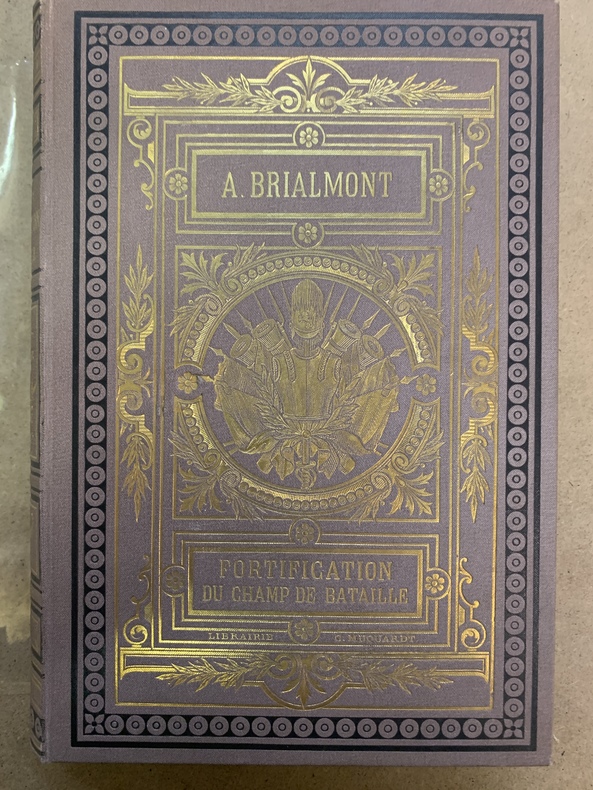 A. BRIALMONT
FORTIFICATION
DU CHAMP DE BATAILLE
LIBRAIRIE C. MUQUARDT